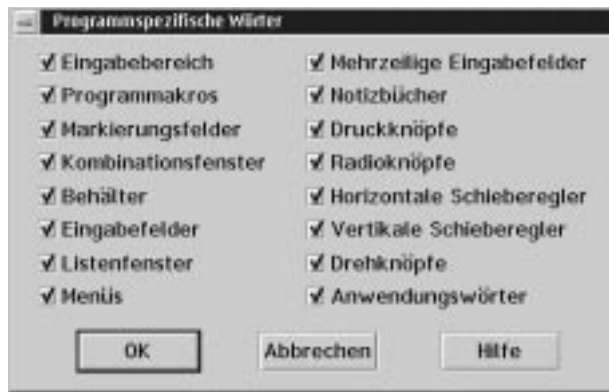 Programmspezifische Wörter
Eingabebereich
Mehrzeilige Eingabefelder
Programmakros
Notizbücher
Markierungsfelder
Druckknöpfe
Kombinationsfenster
Radioknöpfe
Behälter
Horizontale Schieberegler
Eingabefelder
Vertikale Schieberegler
Listenfenster
Drehknöpfe
Menüs
Anwendungswörter
OK
Abbrechen
Hilfe